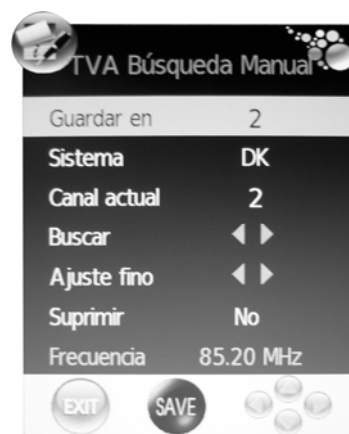 TVA Búsqueda Manual
Guardar en 2
Sistema DK
Canal actual 2
Buscar
Ajuste fino
Suprimir No
Frecuencia 85.20 MHz
EXIT SAVE